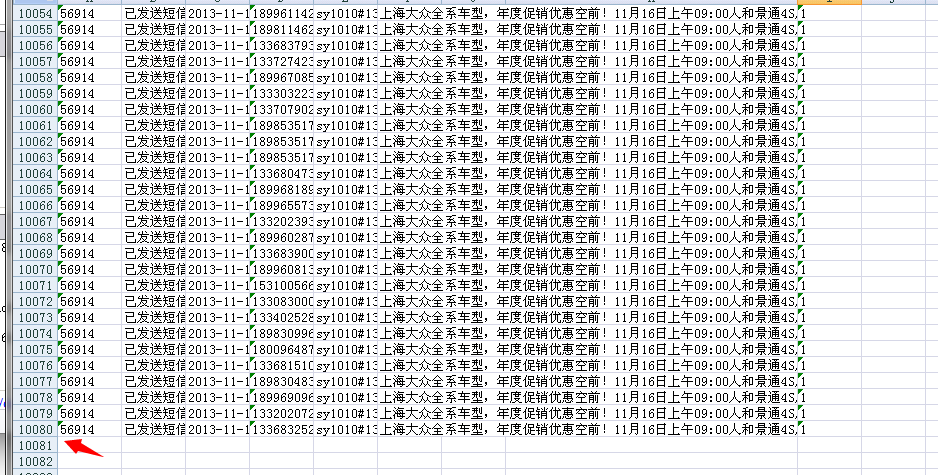 10054 56914 已发送短信 2013-11-1 189961142 sy1010#13 上海大众全系车型，年度促销优惠空前！11月16日上午09:00人和景通4S, 1
10055 56914 已发送短信 2013-11-1 189811462 sy1010#13 上海大众全系车型，年度促销优惠空前！11月16日上午09:00人和景通4S, 1
10056 56914 已发送短信 2013-11-1 133683793 sy1010#13 上海大众全系车型，年度促销优惠空前！11月16日上午09:00人和景通4S, 1
10057 56914 已发送短信 2013-11-1 133727423 sy1010#13 上海大众全系车型，年度促销优惠空前！11月16日上午09:00人和景通4S, 1
10058 56914 已发送短信 2013-11-1 189967085 sy1010#13 上海大众全系车型，年度促销优惠空前！11月16日上午09:00人和景通4S, 1
10059 56914 已发送短信 2013-11-1 133303223 sy1010#13 上海大众全系车型，年度促销优惠空前！11月16日上午09:00人和景通4S, 1
10060 56914 已发送短信 2013-11-1 133707902 sy1010#13 上海大众全系车型，年度促销优惠空前！11月16日上午09:00人和景通4S, 1
10061 56914 已发送短信 2013-11-1 189853517 sy1010#13 上海大众全系车型，年度促销优惠空前！11月16日上午09:00人和景通4S, 1
10062 56914 已发送短信 2013-11-1 189853517 sy1010#13 上海大众全系车型，年度促销优惠空前！11月16日上午09:00人和景通4S, 1
10063 56914 已发送短信 2013-11-1 189853517 sy1010#13 上海大众全系车型，年度促销优惠空前！11月16日上午09:00人和景通4S, 1
10064 56914 已发送短信 2013-11-1 133680473 sy1010#13 上海大众全系车型，年度促销优惠空前！11月16日上午09:00人和景通4S, 1
10065 56914 已发送短信 2013-11-1 189968189 sy1010#13 上海大众全系车型，年度促销优惠空前！11月16日上午09:00人和景通4S, 1
10066 56914 已发送短信 2013-11-1 189965573 sy1010#13 上海大众全系车型，年度促销优惠空前！11月16日上午09:00人和景通4S, 1
10067 56914 已发送短信 2013-11-1 133202393 sy1010#13 上海大众全系车型，年度促销优惠空前！11月16日上午09:00人和景通4S, 1
10068 56914 已发送短信 2013-11-1 189960287 sy1010#13 上海大众全系车型，年度促销优惠空前！11月16日上午09:00人和景通4S, 1
10069 56914 已发送短信 2013-11-1 133683900 sy1010#13 上海大众全系车型，年度促销优惠空前！11月16日上午09:00人和景通4S, 1
10070 56914 已发送短信 2013-11-1 189960813 sy1010#13 上海大众全系车型，年度促销优惠空前！11月16日上午09:00人和景通4S, 1
10071 56914 已发送短信 2013-11-1 153100566 sy1010#13 上海大众全系车型，年度促销优惠空前！11月16日上午09:00人和景通4S, 1
10072 56914 已发送短信 2013-11-1 133083000 sy1010#13 上海大众全系车型，年度促销优惠空前！11月16日上午09:00人和景通4S, 1
10073 56914 已发送短信 2013-11-1 133402528 sy1010#13 上海大众全系车型，年度促销优惠空前！11月16日上午09:00人和景通4S, 1
10074 56914 已发送短信 2013-11-1 189830996 sy1010#13 上海大众全系车型，年度促销优惠空前！11月16日上午09:00人和景通4S, 1
10075 56914 已发送短信 2013-11-1 180096487 sy1010#13 上海大众全系车型，年度促销优惠空前！11月16日上午09:00人和景通4S, 1
10076 56914 已发送短信 2013-11-1 133681510 sy1010#13 上海大众全系车型，年度促销优惠空前！11月16日上午09:00人和景通4S, 1
10077 56914 已发送短信 2013-11-1 189830483 sy1010#13 上海大众全系车型，年度促销优惠空前！11月16日上午09:00人和景通4S, 1
10078 56914 已发送短信 2013-11-1 189969096 sy1010#13 上海大众全系车型，年度促销优惠空前！11月16日上午09:00人和景通4S, 1
10079 56914 已发送短信 2013-11-1 133202072 sy1010#13 上海大众全系车型，年度促销优惠空前！11月16日上午09:00人和景通4S, 1
10080 56914 已发送短信 2013-11-1 133683252 sy1010#13 上海大众全系车型，年度促销优惠空前！11月16日上午09:00人和景通4S, 1
10081
10082